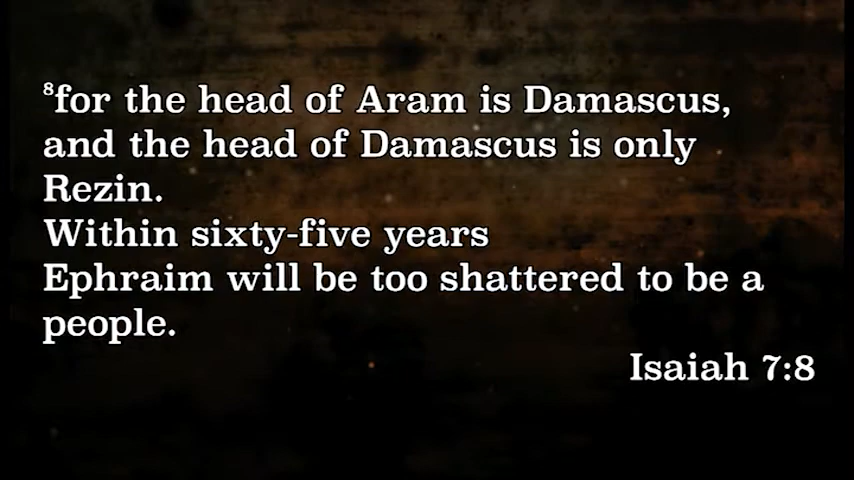 ⁸for the head of Aram is Damascus,
and the head of Damascus is only
Rezin.
Within sixty-five years
Ephraim will be too shattered to be a
people.
Isaiah 7:8